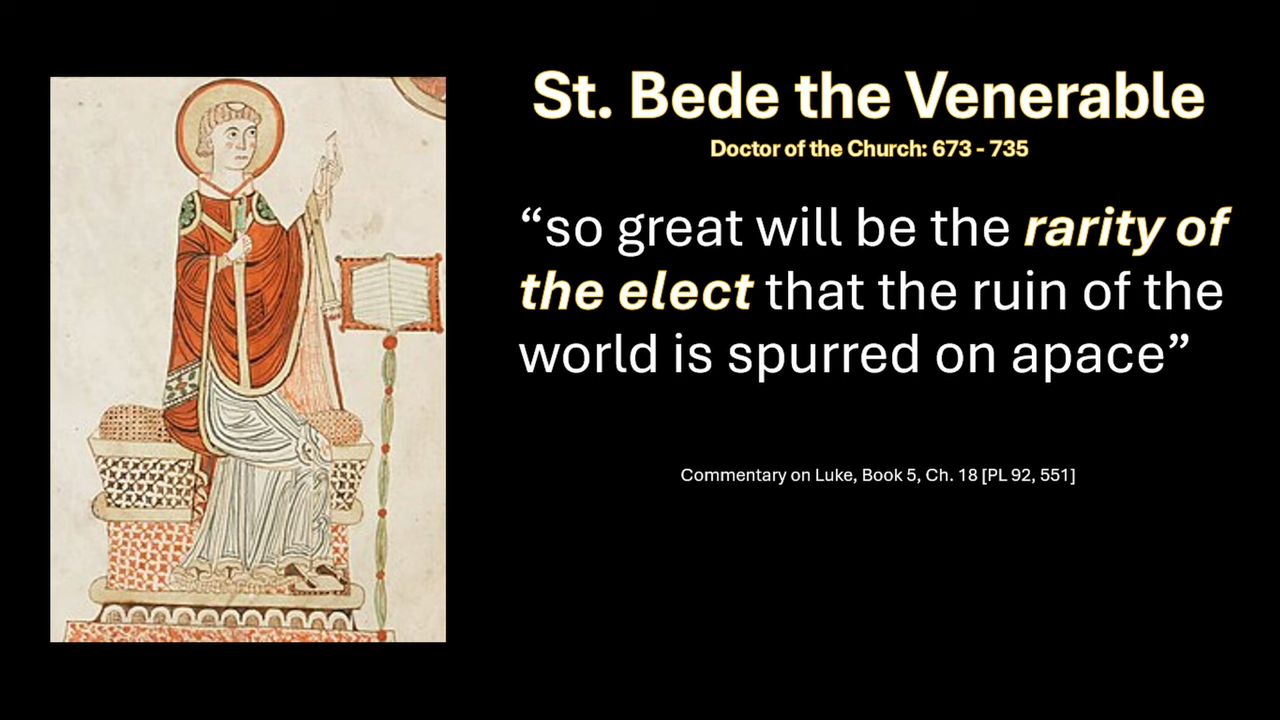 St. Bede the Venerable
Doctor of the Church: 673 - 735
“so great will be the rarity of
the elect that the ruin of the
world is spurred on apace”
Commentary on Luke, Book 5, Ch. 18 [PL 92, 551]